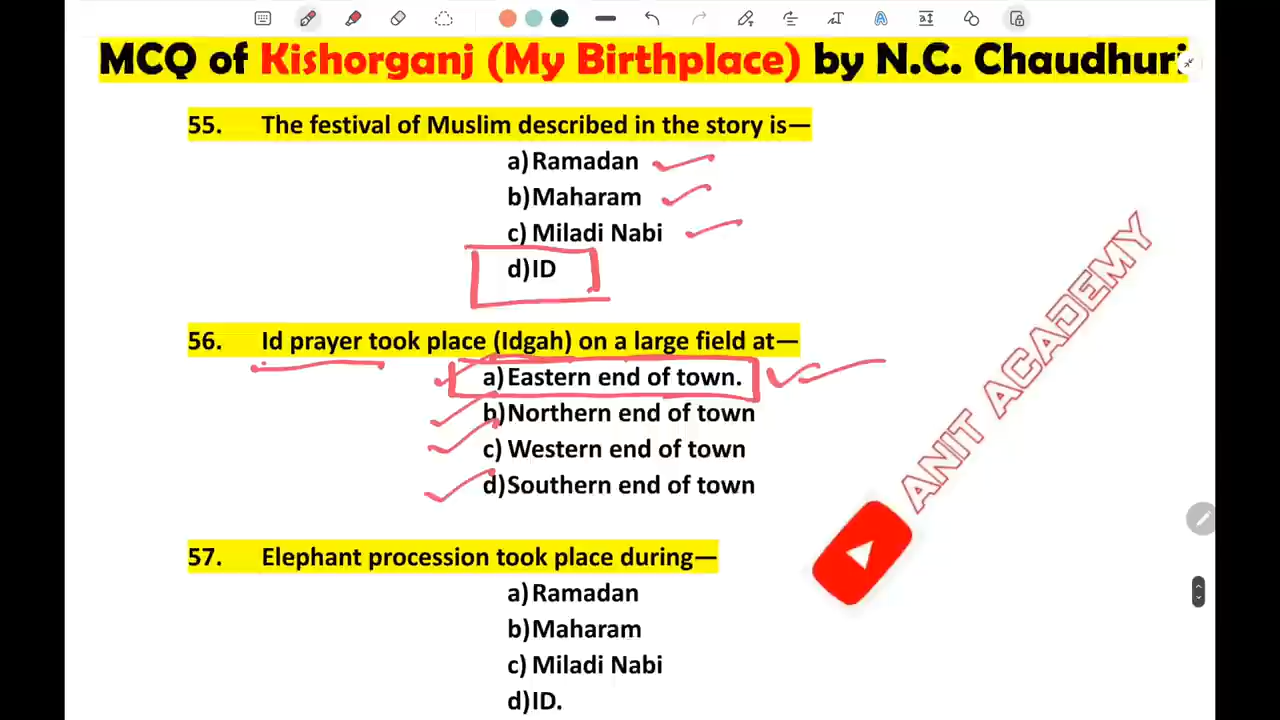 MCQ of Kishorganj (My Birthplace) by N.C. Chaudhuri
55. The festival of Muslim described in the story is—
a) Ramadan
b) Maharam
c) Miladi Nabi
d) ID
56. Id prayer took place (Idgah) on a large field at—
a) Eastern end of town.
b) Northern end of town
c) Western end of town
d) Southern end of town
57. Elephant procession took place during—
a) Ramadan
b) Maharam
c) Miladi Nabi
d) ID.
ANIT ACADEMY